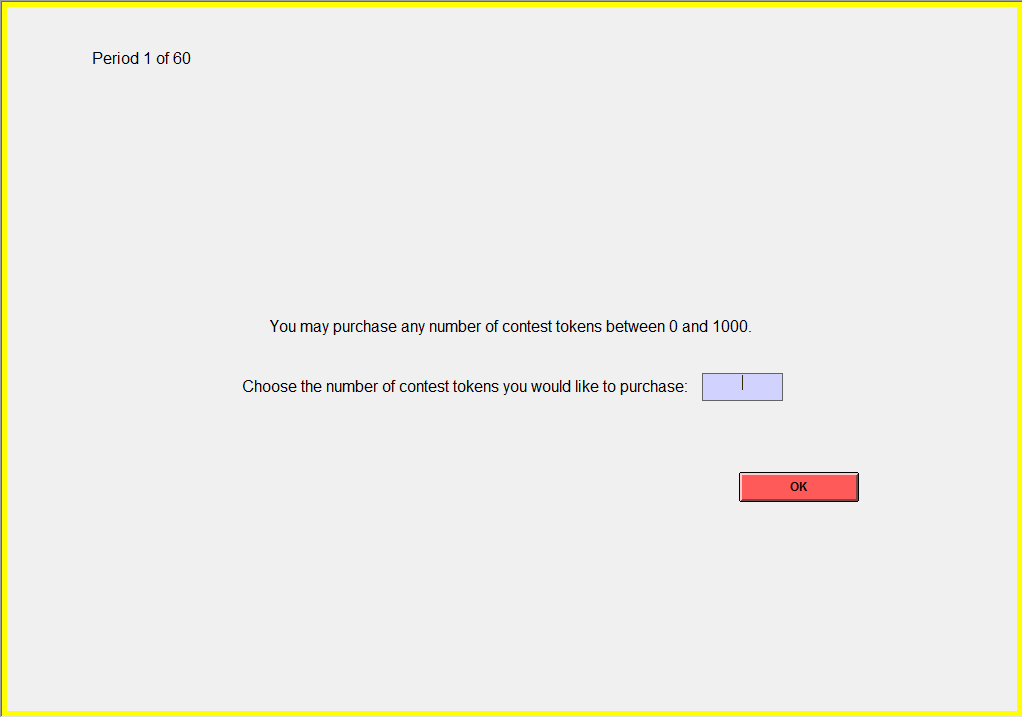 Period 1 of 60
You may purchase any number of contest tokens between 0 and 1000.
Choose the number of contest tokens you would like to purchase:
OK